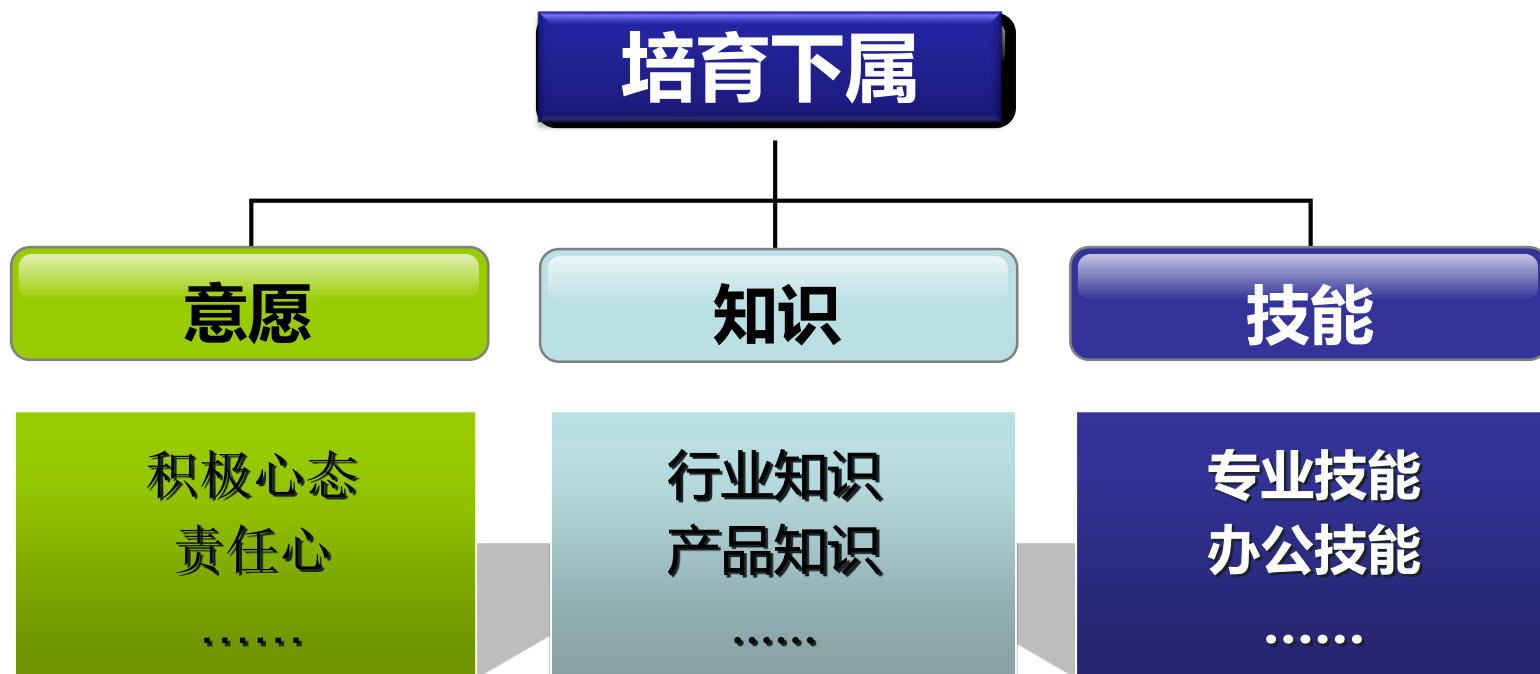 培育下属
意愿
知识
技能
积极心态
责任心
……
行业知识
产品知识
……
专业技能
办公技能
……